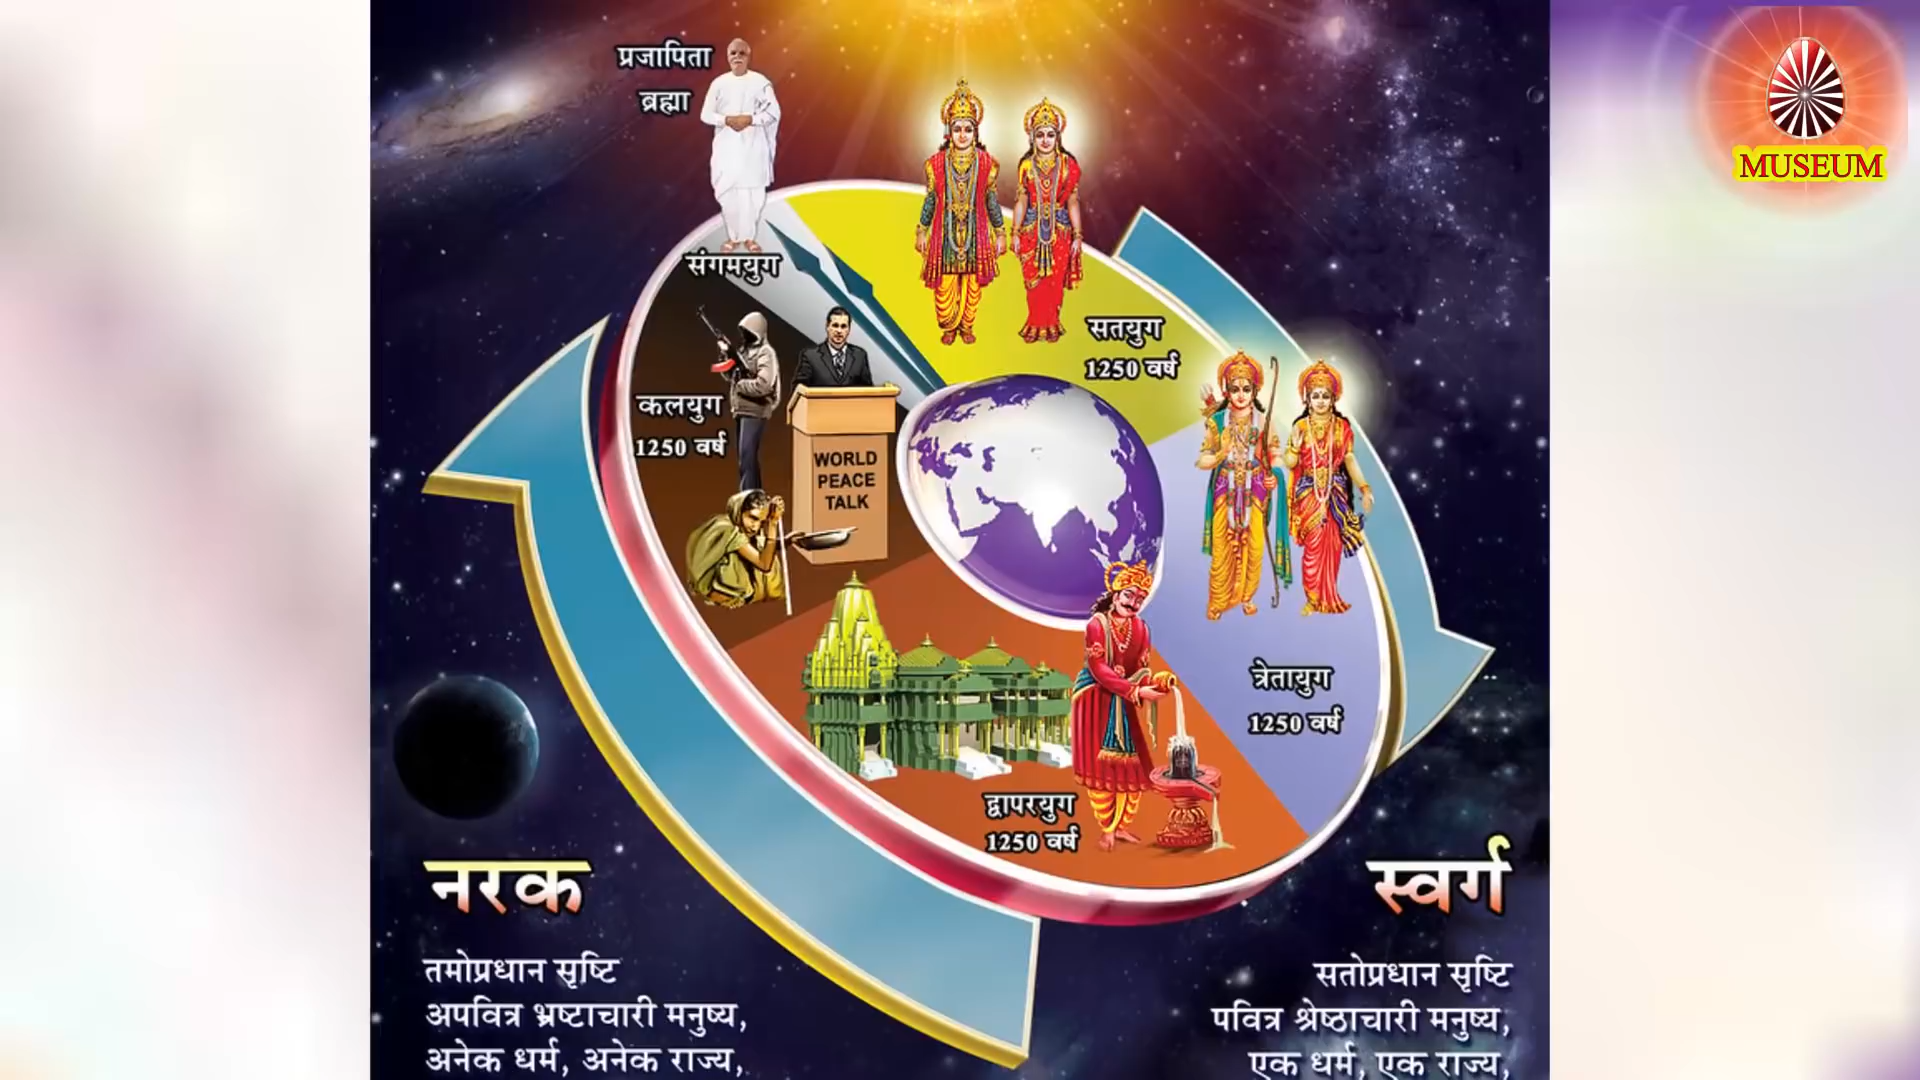 प्रजापिता
ब्रह्मा
MUSEUM
संगमयुग
सतयुग
1250 वर्ष
कलयुग
1250 वर्ष
WORLD
PEACE
TALK
त्रेतायुग
1250 वर्ष
द्वापरयुग
1250 वर्ष
नरक
तमोप्रधान सृष्टि
अपवित्र भ्रष्टाचारी मनुष्य,
अनेक धर्म, अनेक राज्य,
स्वर्ग
सतोप्रधान सृष्टि
पवित्र श्रेष्ठाचारी मनुष्य,
एक धर्म, एक राज्य,